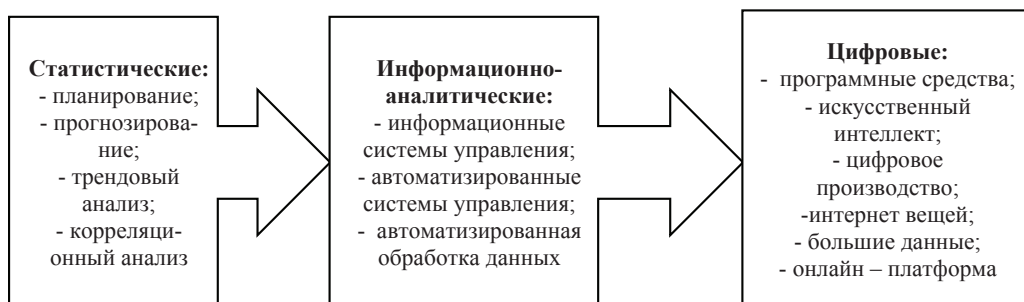 Статистические:
- планирование;
- прогнозирова-
ние;
- трендовый
анализ;
- корреляци-
онный анализ
Информационно-
аналитические:
- информационные
системы управления;
- автоматизированные
системы управления;
- автоматизированная
обработка данных
Цифровые:
- программные средства;
- искусственный
интеллект;
- цифровое
производство;
-интернет вещей;
- большие данные;
- онлайн – платформа